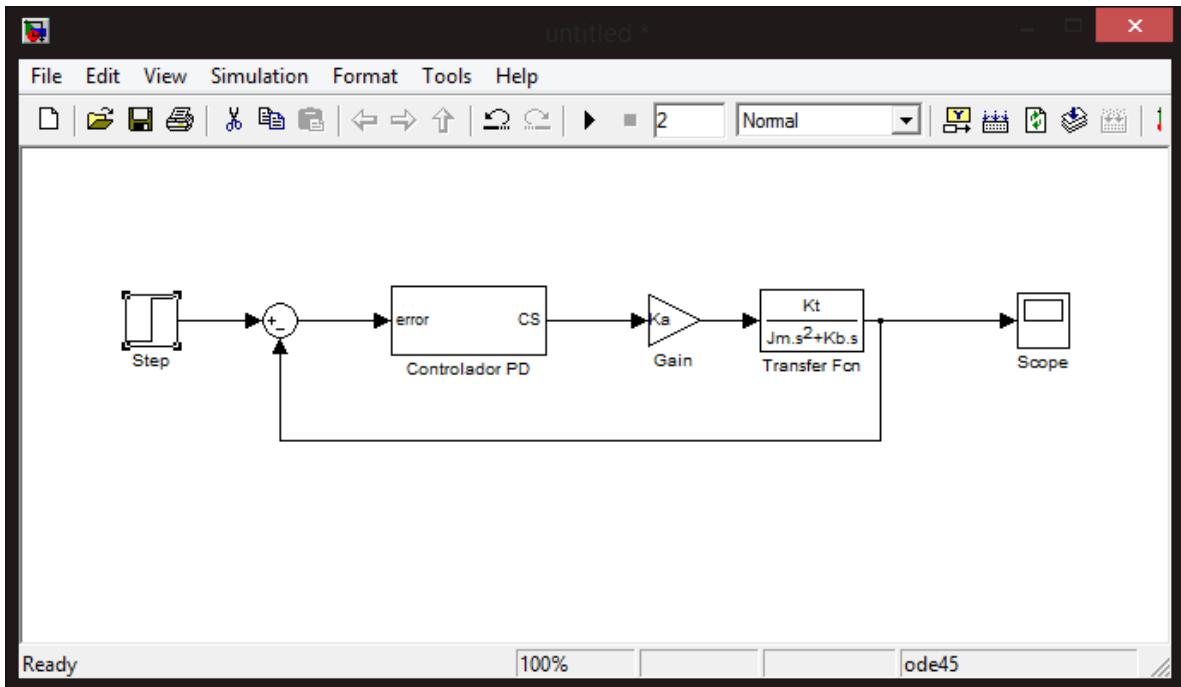 untitled *
File Edit View Simulation Format Tools Help
2 Normal
error CS
Ka
Kt
Jm.s²+Kb.s
Step
Controlador PD
Gain
Transfer Fcn
Scope
Ready 100% ode45